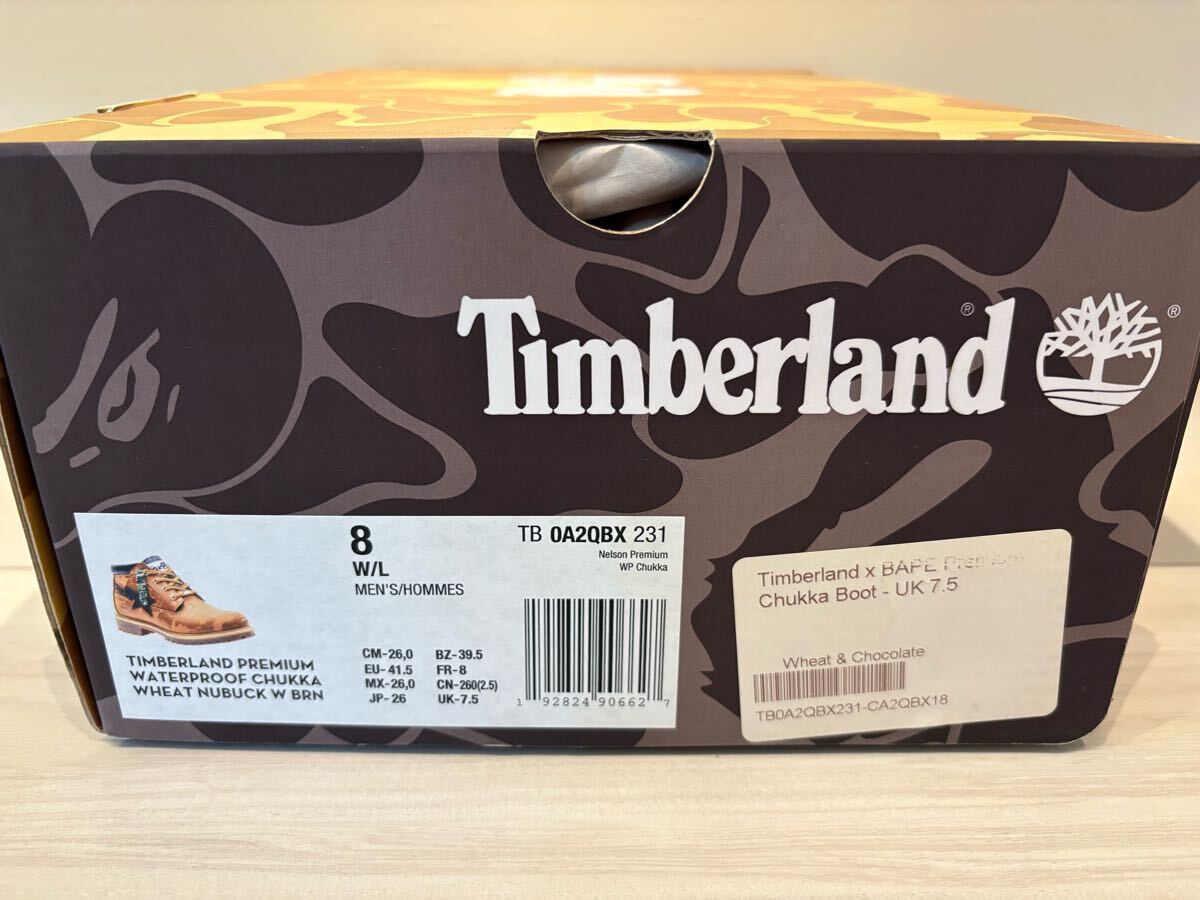 Timberland ®
®
8
W/L
MEN'S/HOMMES
TB 0A2QBX 231
Nelson Premium
WP Chukka
TIMBERLAND PREMIUM
WATERPROOF CHUKKA
WHEAT NUBUCK W BRN
CM-26,0 BZ-39.5
EU- 41.5 FR-8
MX-26,0 CN-260(2.5)
JP-26 UK-7.5
1 92824 90662 7
Timberland x BAPE Premium
Chukka Boot - UK 7.5
Wheat & Chocolate
TB0A2QBX231-CA2QBX18